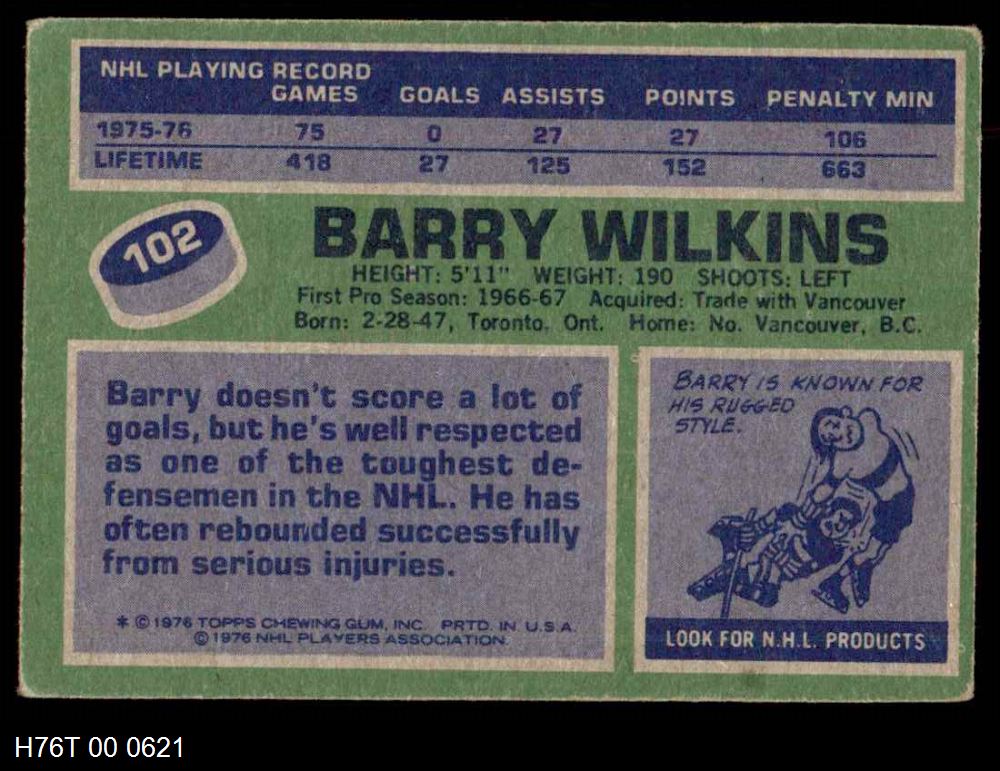 NHL PLAYING RECORD
GAMES GOALS ASSISTS POINTS PENALTY MIN
1975-76 75 0 27 27 106
LIFETIME 418 27 125 152 663
102
BARRY WILKINS
HEIGHT: 5'11" WEIGHT: 190 SHOOTS: LEFT
First Pro Season: 1966-67 Acquired: Trade with Vancouver
Born: 2-28-47, Toronto, Ont. Home: No. Vancouver, B.C.
Barry doesn't score a lot of
goals, but he's well respected
as one of the toughest de-
fensemen in the NHL. He has
often rebounded successfully
from serious injuries.
* © 1976 TOPPS CHEWING GUM, INC. PRTD. IN U.S.A.
© 1976 NHL PLAYERS ASSOCIATION.
BARRY IS KNOWN FOR
HIS RUGGED
STYLE.
LOOK FOR N.H.L. PRODUCTS
H76T 00 0621